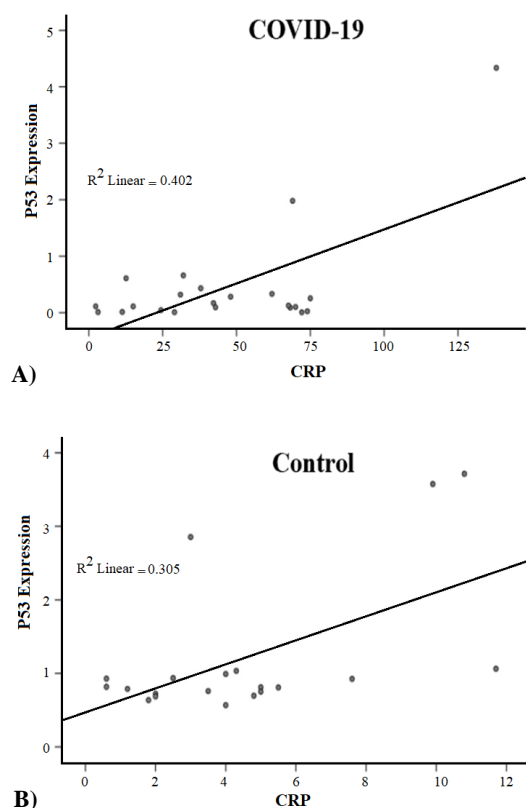 COVID-19
5
4
3
2
1
0
P53 Expression
R² Linear = 0.402
0 25 50 75 100 125
CRP
A)
Control
4
3
2
1
0
P53 Expression
R² Linear = 0.305
0 2 4 6 8 10 12
CRP
B)